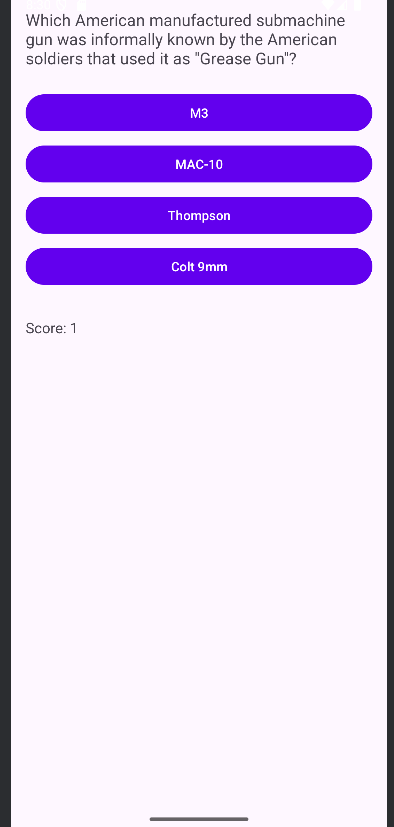 Which American manufactured submachine
gun was informally known by the American
soldiers that used it as "Grease Gun"?
M3
MAC-10
Thompson
Colt 9mm
Score: 1